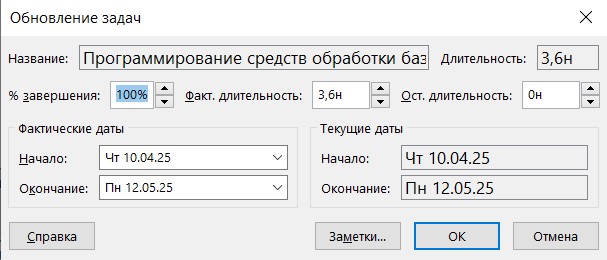 Обновление задач
Название: Программирование средств обработки баз Длительность: 3,6н
% завершения: 100% Факт. длительность: 3,6н Ост. длительность: 0н
Фактические даты Текущие даты
Начало: Чт 10.04.25 Начало: Чт 10.04.25
Окончание: Пн 12.05.25 Окончание: Пн 12.05.25
Справка Заметки... ОК Отмена